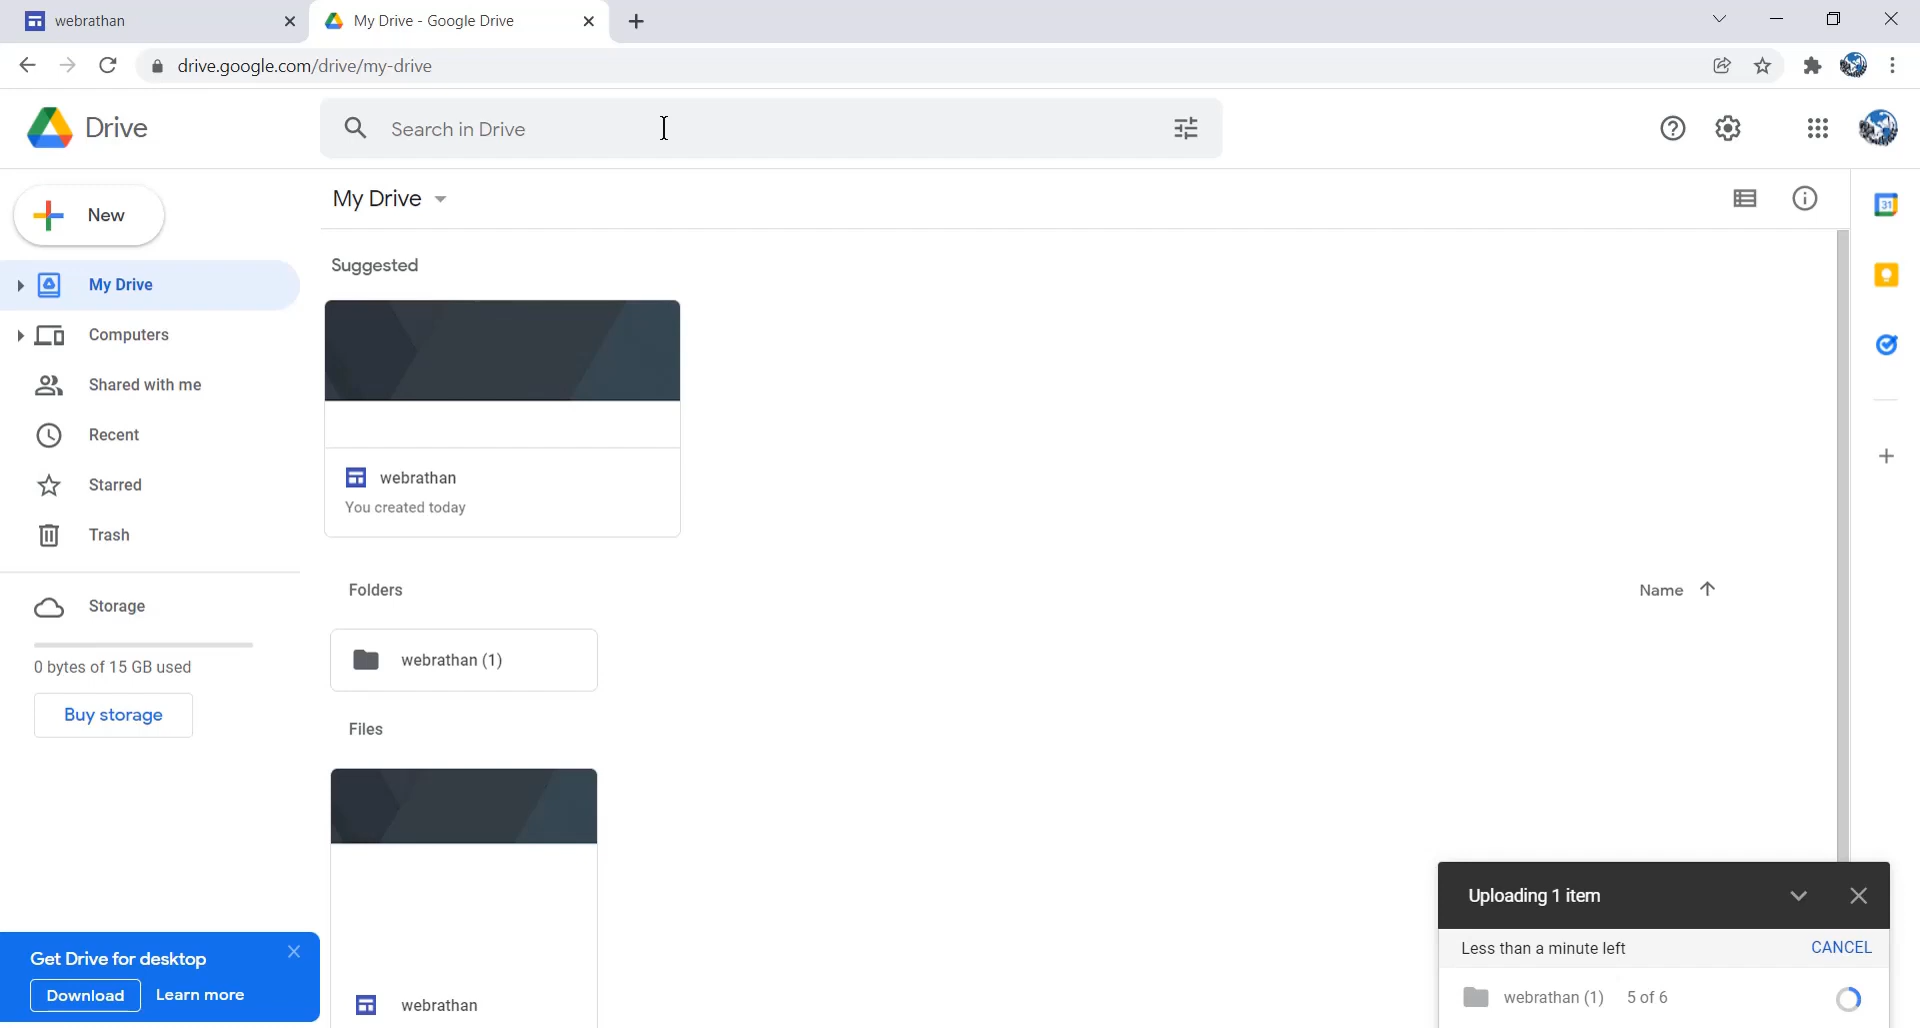 webrathan
My Drive - Google Drive
drive.google.com/drive/my-drive
Drive
Search in Drive
New
My Drive
31
My Drive
Suggested
Computers
Shared with me
Recent
Starred
Trash
webrathan
You created today
Folders
Name
Storage
0 bytes of 15 GB used
Buy storage
webrathan (1)
Files
Uploading 1 item
Less than a minute left
CANCEL
webrathan (1) 5 of 6
Get Drive for desktop
Download
Learn more
webrathan